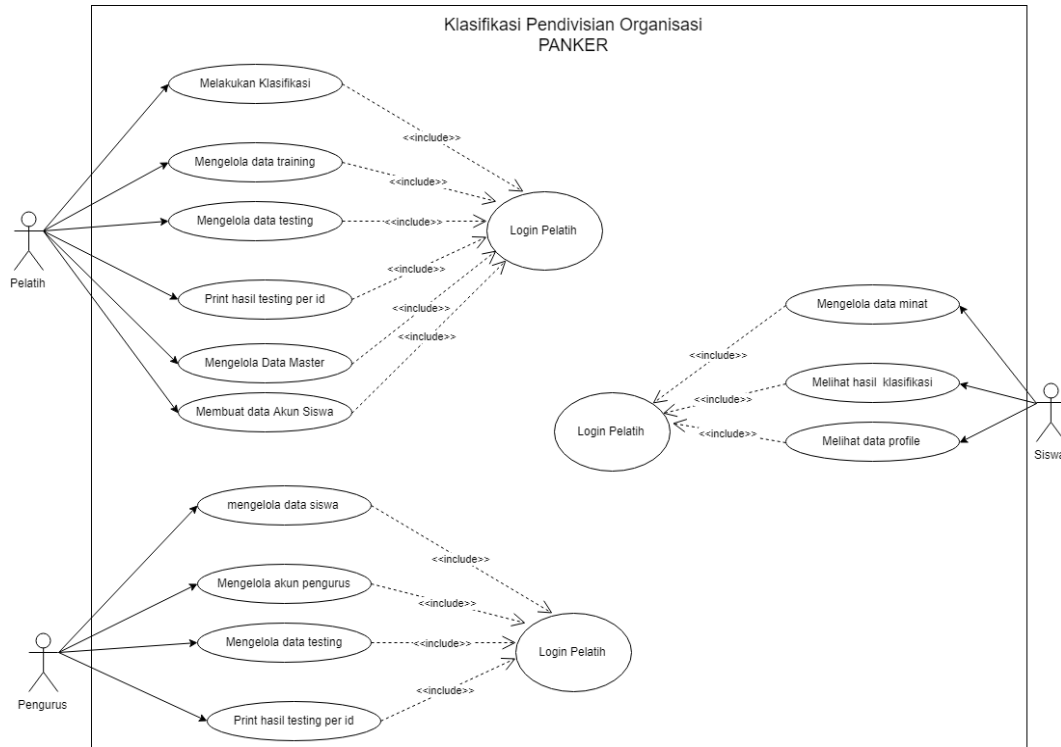 Klasifikasi Pendivisian Organisasi
PANKER
Melakukan Klasifikasi
<<include>>
Mengelola data training
<<include>>
Mengelola data testing
<<include>>
Login Pelatih
Pelatih
Print hasil testing per id
<<include>>
<<include>>
Mengelola Data Master
<<include>>
Membuat data Akun Siswa
Mengelola data minat
<<include>>
Melihat hasil klasifikasi
<<include>>
Login Pelatih
Melihat data profile
<<include>>
Siswa
mengelola data siswa
<<include>>
Mengelola akun pengurus
<<include>>
Mengelola data testing
<<include>>
Login Pelatih
Pengurus
Print hasil testing per id
<<include>>